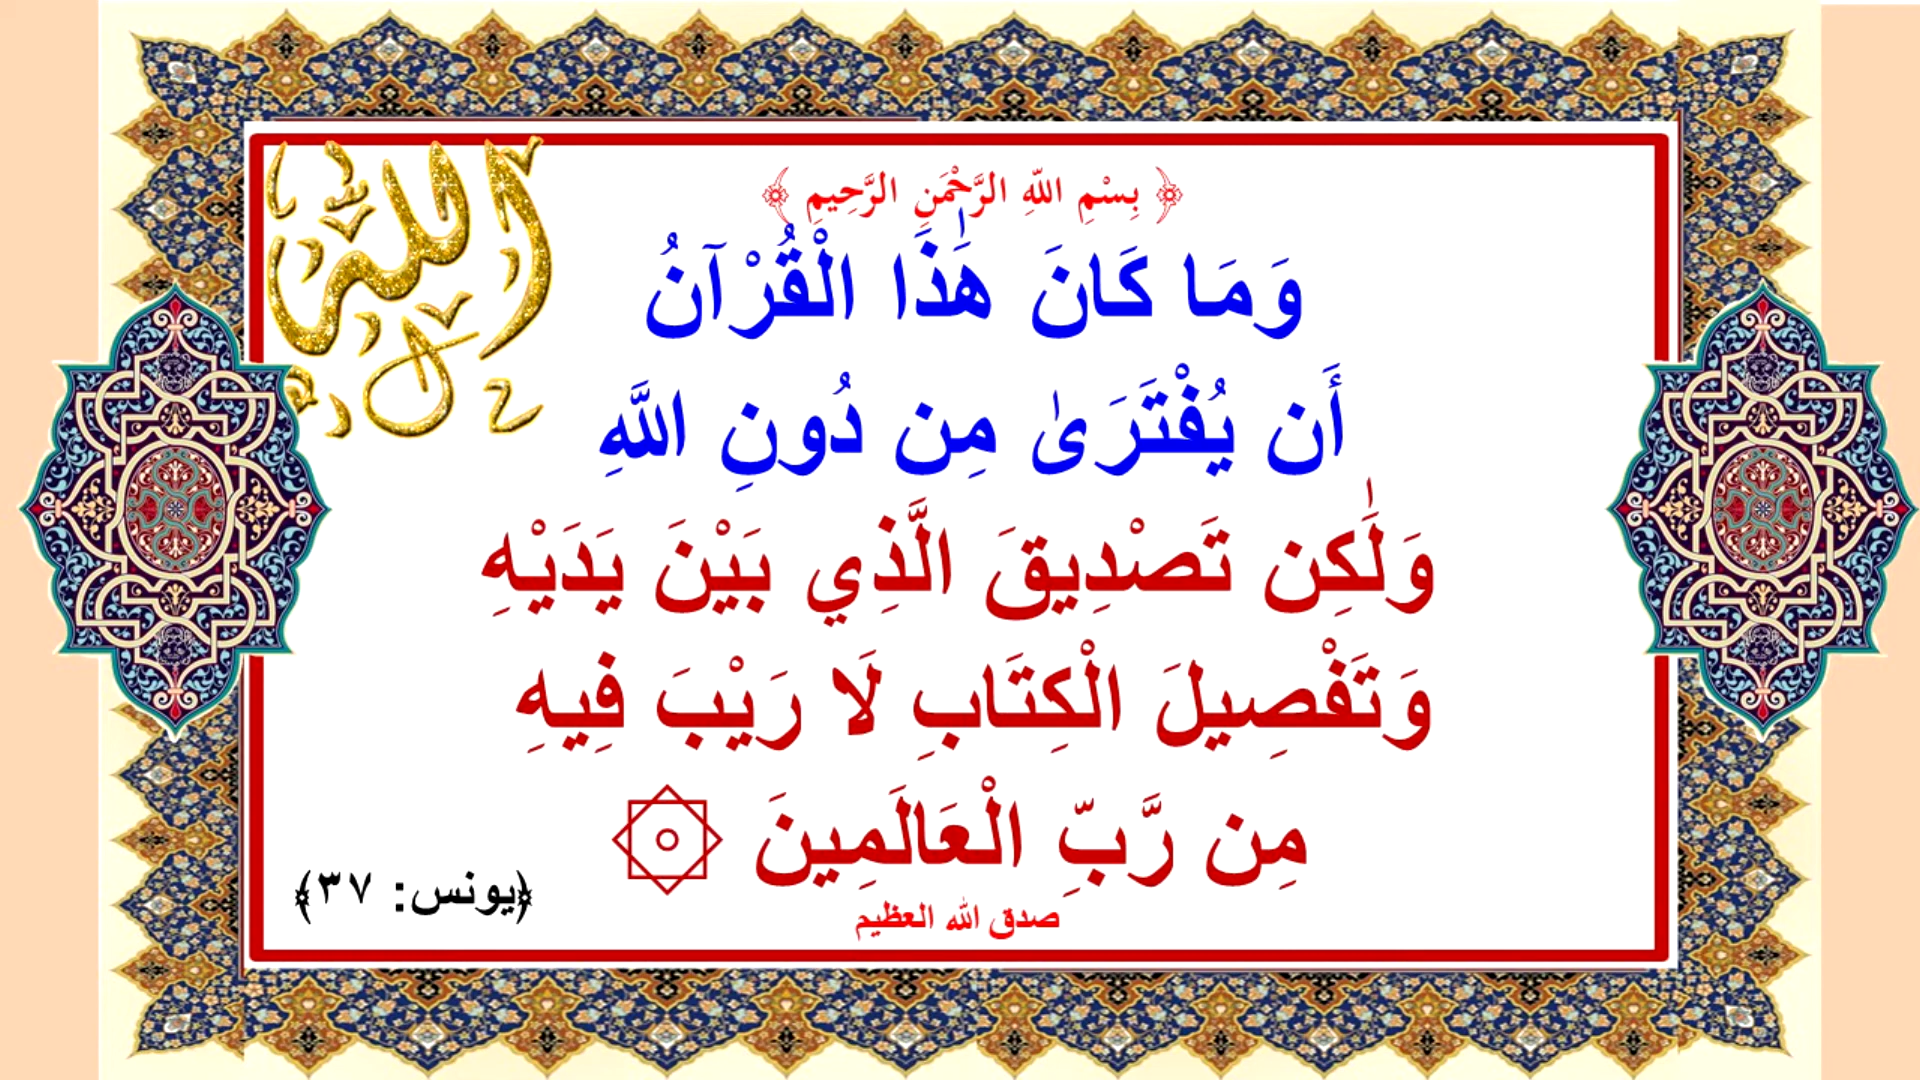 ﴿ بِسْمِ اللَّهِ الرَّحْمَنِ الرَّحِيمِ ﴾
اللَّه
وَمَا كَانَ هَٰذَا الْقُرْآنُ
أَن يُفْتَرَىٰ مِن دُونِ اللَّهِ
وَلَٰكِن تَصْدِيقَ الَّذِي بَيْنَ يَدَيْهِ
وَتَفْصِيلَ الْكِتَابِ لَا رَيْبَ فِيهِ
مِن رَّبِّ الْعَالَمِينَ ۞
﴿يونس: ٣٧﴾
صدق الله العظيم